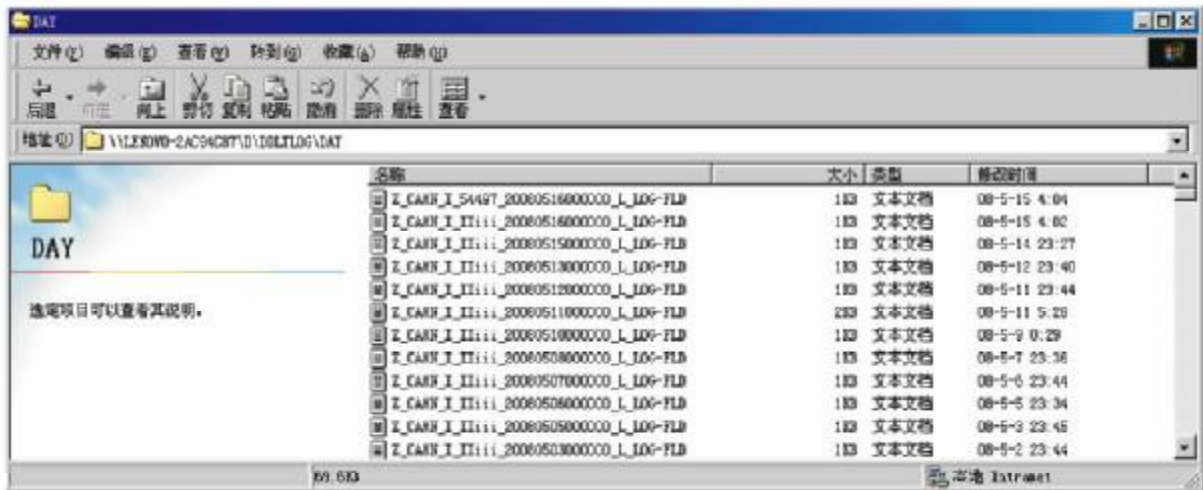 DAY
文件(F) 编辑(E) 查看(V) 转到(G) 收藏(A) 帮助(H)
后退 前进 向上 剪切 复制 粘贴 撤消 删除 属性 查看
地址(D) \\LENOVO-2AC94C87\D\DOLTLOG\DAY
名称 大小 类型 修改时间
Z_CAWN_I_54497_20080516000000_L_LOG-FLD 1KB 文本文档 08-5-15 4:04
Z_CAWN_I_IIiii_20080516000000_L_LOG-FLD 1KB 文本文档 08-5-15 4:02
Z_CAWN_I_IIiii_20080515000000_L_LOG-FLD 1KB 文本文档 08-5-14 23:27
Z_CAWN_I_IIiii_20080513000000_L_LOG-FLD 1KB 文本文档 08-5-12 23:40
Z_CAWN_I_IIiii_20080512000000_L_LOG-FLD 1KB 文本文档 08-5-11 23:44
Z_CAWN_I_IIiii_20080511000000_L_LOG-FLD 2KB 文本文档 08-5-11 5:28
Z_CAWN_I_IIiii_20080510000000_L_LOG-FLD 1KB 文本文档 08-5-9 0:29
Z_CAWN_I_IIiii_20080508000000_L_LOG-FLD 1KB 文本文档 08-5-7 23:36
Z_CAWN_I_IIiii_20080507000000_L_LOG-FLD 1KB 文本文档 08-5-6 23:44
Z_CAWN_I_IIiii_20080506000000_L_LOG-FLD 1KB 文本文档 08-5-5 23:34
Z_CAWN_I_IIiii_20080505000000_L_LOG-FLD 1KB 文本文档 08-5-3 23:45
Z_CAWN_I_IIiii_20080503000000_L_LOG-FLD 1KB 文本文档 08-5-2 23:44
DAY
选定项目可以查看其说明。
69.6KB 本地 Intranet